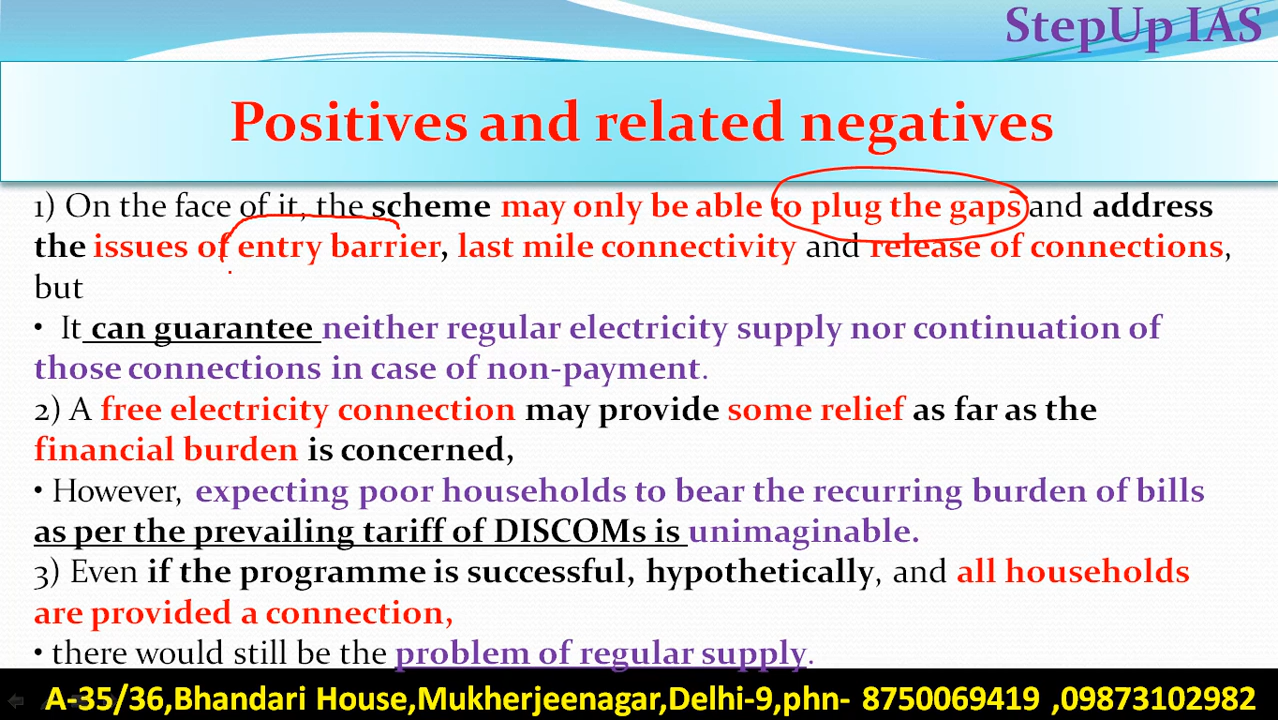 StepUp IAS
Positives and related negatives
1) On the face of it, the scheme may only be able to plug the gaps and address
the issues of entry barrier, last mile connectivity and release of connections,
but
• It can guarantee neither regular electricity supply nor continuation of
those connections in case of non-payment.
2) A free electricity connection may provide some relief as far as the
financial burden is concerned,
• However, expecting poor households to bear the recurring burden of bills
as per the prevailing tariff of DISCOMs is unimaginable.
3) Even if the programme is successful, hypothetically, and all households
are provided a connection,
• there would still be the problem of regular supply.
A-35/36,Bhandari House,Mukherjeenagar,Delhi-9,phn- 8750069419 ,09873102982